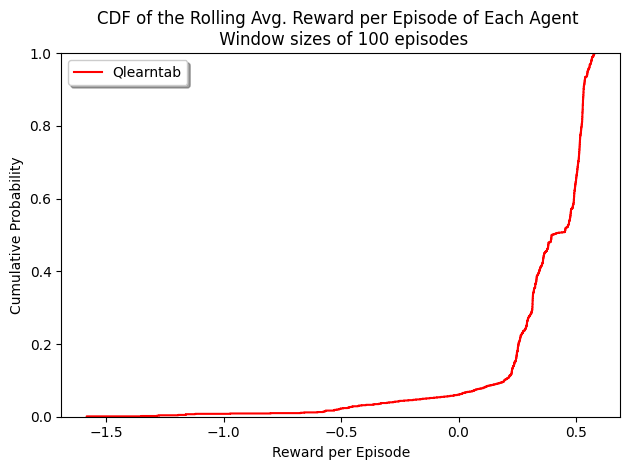 CDF of the Rolling Avg. Reward per Episode of Each Agent
Window sizes of 100 episodes
Qlearntab
Cumulative Probability
1.0
0.8
0.6
0.4
0.2
0.0
−1.5 −1.0 −0.5 0.0 0.5
Reward per Episode